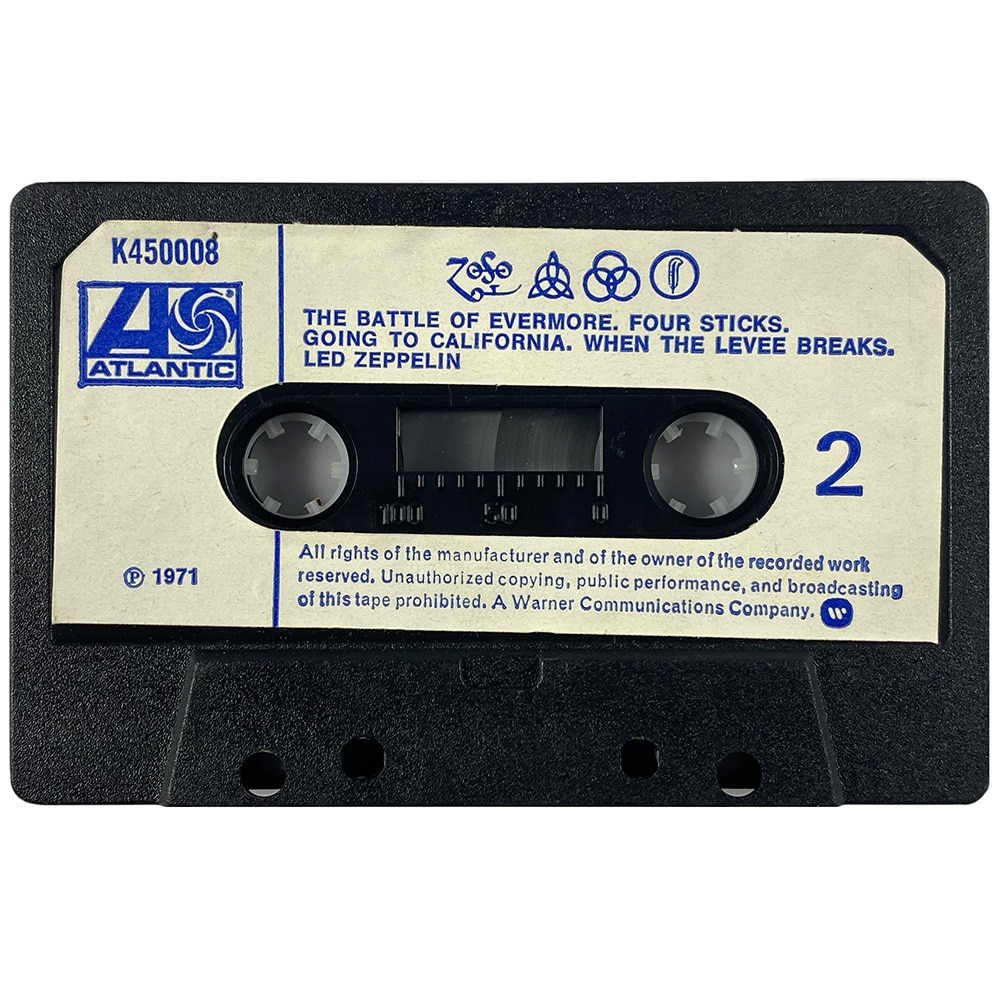 K450008
ATLANTIC
ZoSo
THE BATTLE OF EVERMORE. FOUR STICKS.
GOING TO CALIFORNIA. WHEN THE LEVEE BREAKS.
LED ZEPPELIN
2
100 50 0
℗ 1971
All rights of the manufacturer and of the owner of the recorded work
reserved. Unauthorized copying, public performance, and broadcasting
of this tape prohibited. A Warner Communications Company.